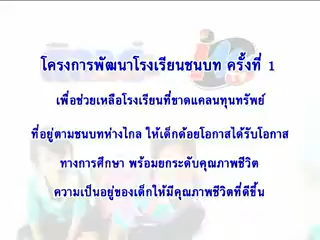 โครงการพัฒนาโรงเรียนชนบท ครั้งที่ 1
เพื่อช่วยเหลือโรงเรียนที่ขาดแคลนทุนทรัพย์
ที่อยู่ตามชนบทห่างไกล ให้เด็กด้อยโอกาสได้รับโอกาส
ทางการศึกษา พร้อมยกระดับคุณภาพชีวิต
ความเป็นอยู่ของเด็กให้มีคุณภาพชีวิตที่ดีขึ้น